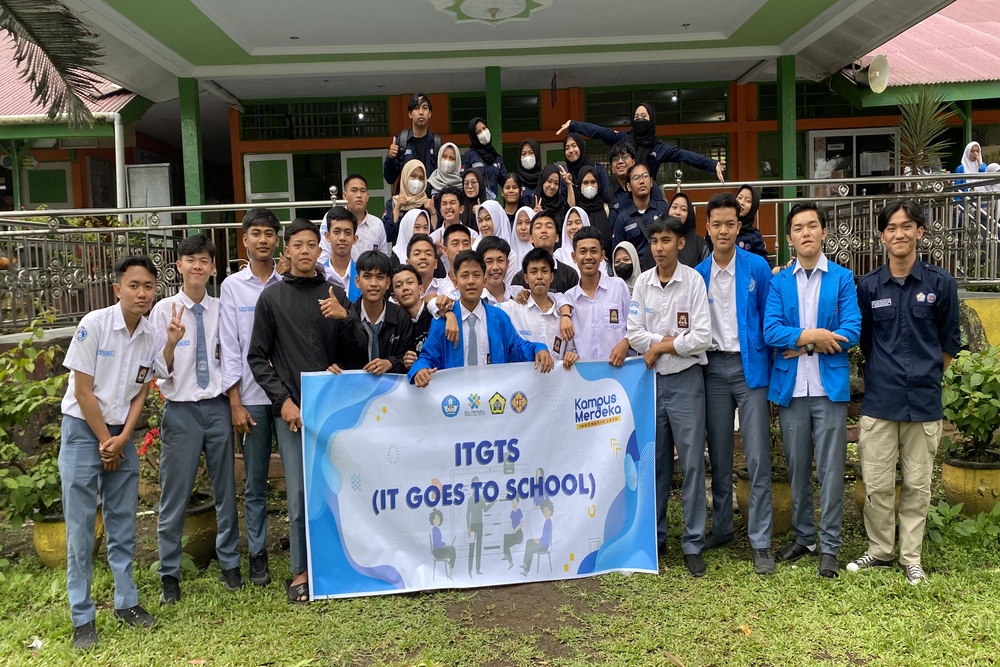 Kampus
Merdeka
INDONESIA JAYA
ITGTS
(IT GOES TO SCHOOL)